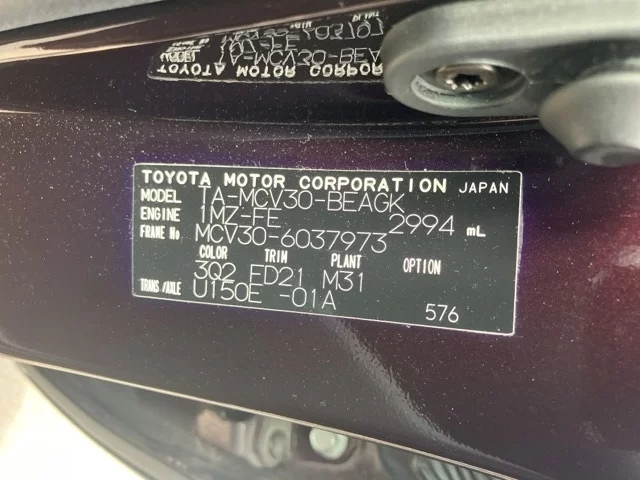 TOYOTA MOTOR CORPORATION JAPAN
MODEL TA-MCV30-BEAGK
ENGINE 1MZ-FE 2994 mL
FRAME No MCV30-6037973
COLOR TRIM PLANT OPTION
3Q2 FD21 M31
TRANS/AXLE U150E -01A
576